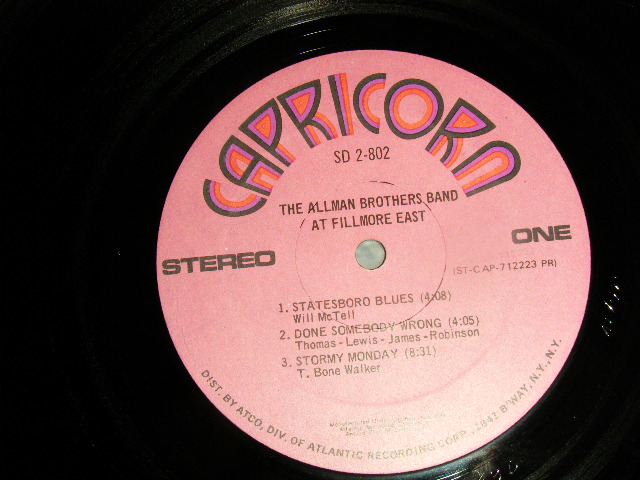 CAPRICORN
SD 2-802
THE ALLMAN BROTHERS BAND
AT FILLMORE EAST
STEREO
ONE
(ST-CAP-712223 PR)
1. STATESBORO BLUES (4:08)
Will McTell
2. DONE SOMEBODY WRONG (4:05)
Thomas-Lewis-James-Robinson
3. STORMY MONDAY (8:31)
T. Bone Walker
DIST. BY ATCO, DIV. OF ATLANTIC RECORDING CORP., 1841 B'WAY, N.Y., N.Y.